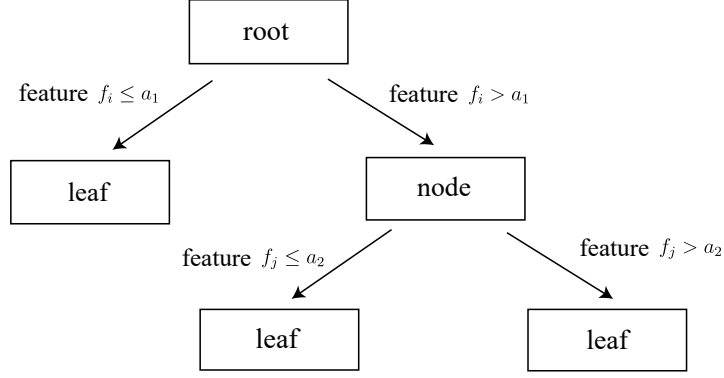 root
feature f_i ≤ a_1
feature f_i > a_1
leaf
node
feature f_j ≤ a_2
feature f_j > a_2
leaf
leaf